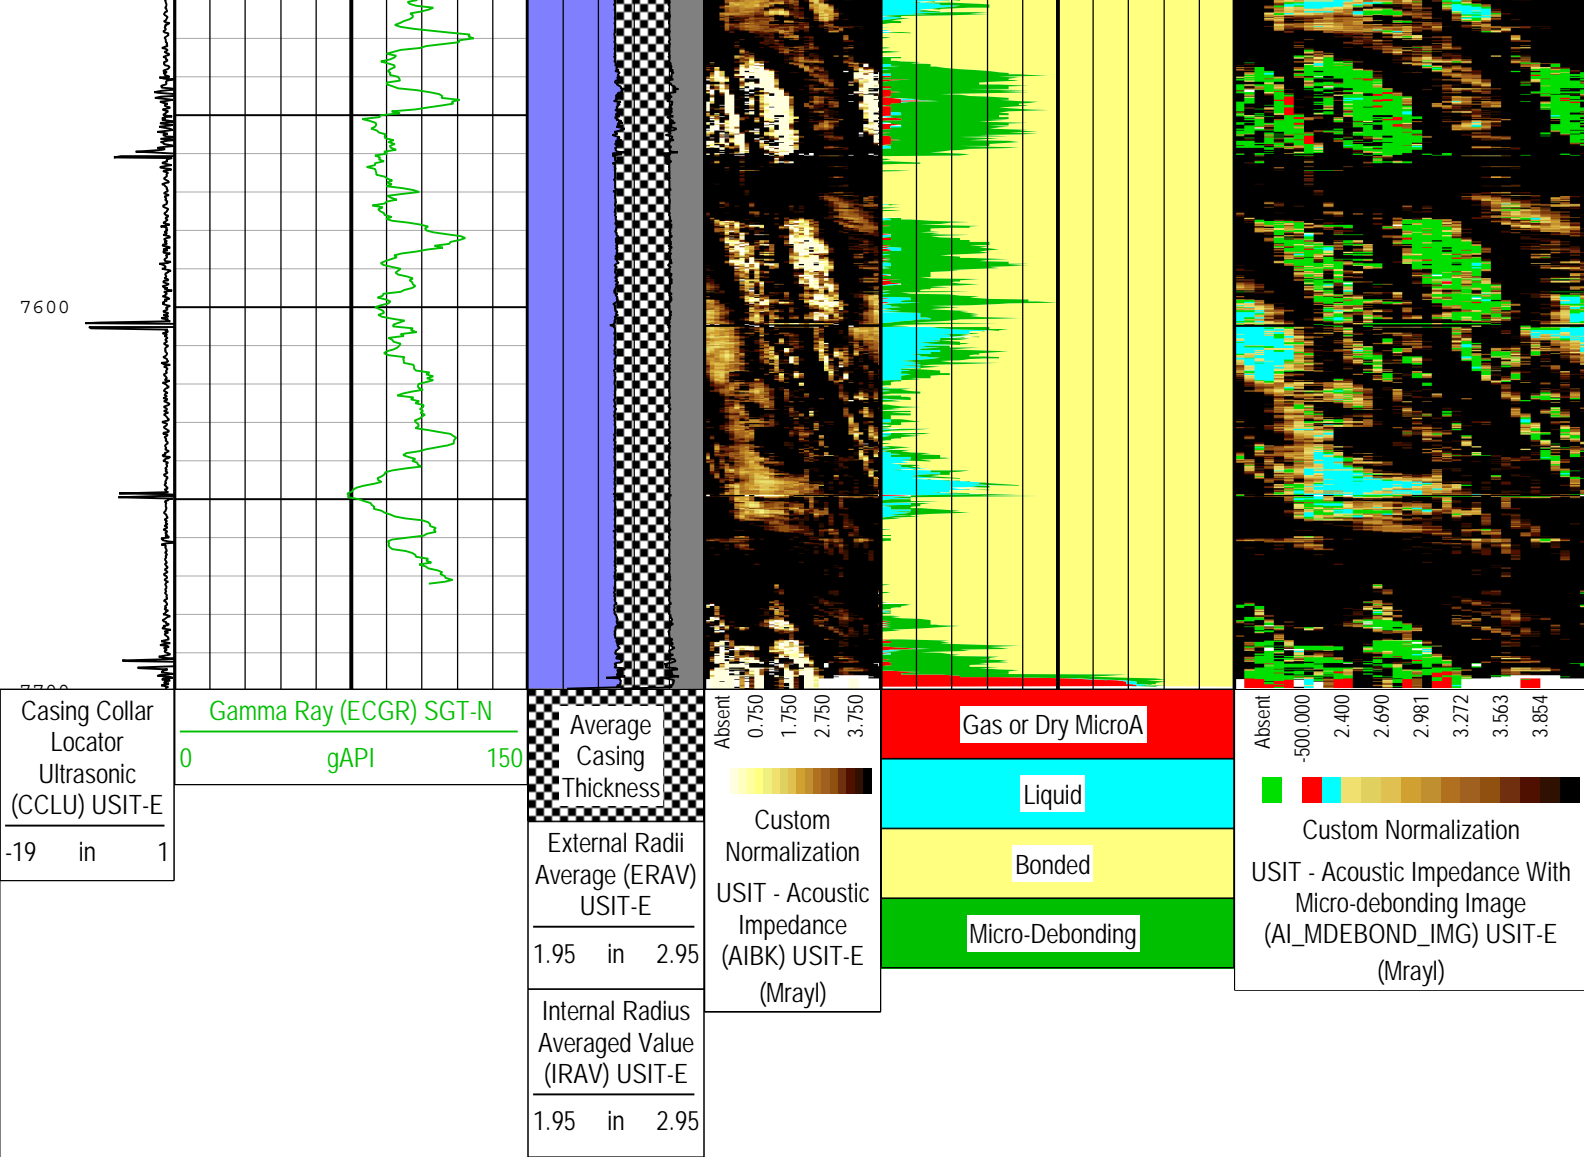 7600
7700
Casing Collar
Locator
Ultrasonic
(CCLU) USIT-E
-19 in 1
Gamma Ray (ECGR) SGT-N
0 gAPI 150
Average
Casing
Thickness
External Radii
Average (ERAV)
USIT-E
1.95 in 2.95
Internal Radius
Averaged Value
(IRAV) USIT-E
1.95 in 2.95
Absent
0.750
1.750
2.750
3.750
Custom
Normalization
USIT - Acoustic
Impedance
(AIBK) USIT-E
(Mrayl)
Gas or Dry MicroA
Liquid
Bonded
Micro-Debonding
Absent
-500.000
2.400
2.690
2.981
3.272
3.563
3.854
Custom Normalization
USIT - Acoustic Impedance With
Micro-debonding Image
(AI_MDEBOND_IMG) USIT-E
(Mrayl)